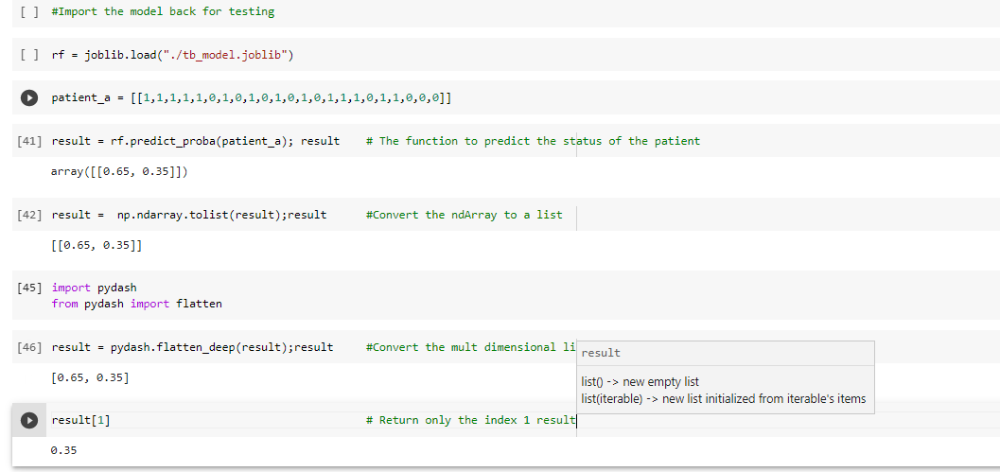 [ ] #Import the model back for testing
[ ] rf = joblib.load("./tb_model.joblib")
patient_a = [[1,1,1,1,1,0,1,0,1,0,1,0,1,0,1,1,1,0,1,1,0,0,0]]
[41] result = rf.predict_proba(patient_a); result # The function to predict the status of the patient
array([[0.65, 0.35]])
[42] result = np.ndarray.tolist(result);result #Convert the ndArray to a list
[[0.65, 0.35]]
[45] import pydash
from pydash import flatten
[46] result = pydash.flatten_deep(result);result #Convert the mult dimensional li
result
[0.65, 0.35]
list() -> new empty list
list(iterable) -> new list initialized from iterable's items
result[1] # Return only the index 1 result
0.35